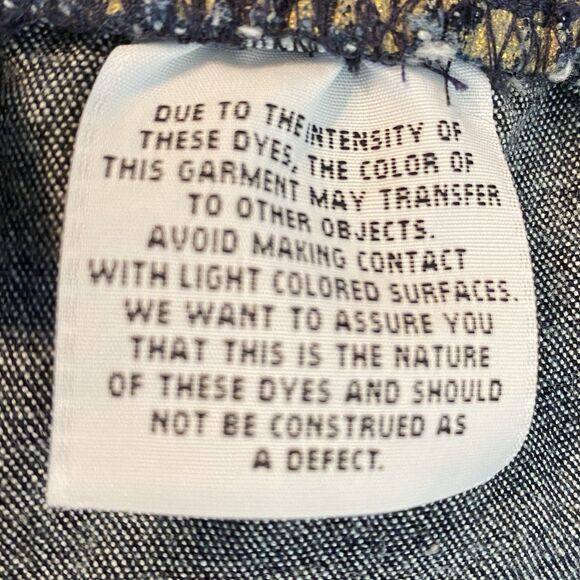 DUE TO THE INTENSITY OF
THESE DYES, THE COLOR OF
THIS GARMENT MAY TRANSFER
TO OTHER OBJECTS.
AVOID MAKING CONTACT
WITH LIGHT COLORED SURFACES.
WE WANT TO ASSURE YOU
THAT THIS IS THE NATURE
OF THESE DYES AND SHOULD
NOT BE CONSTRUED AS
A DEFECT.